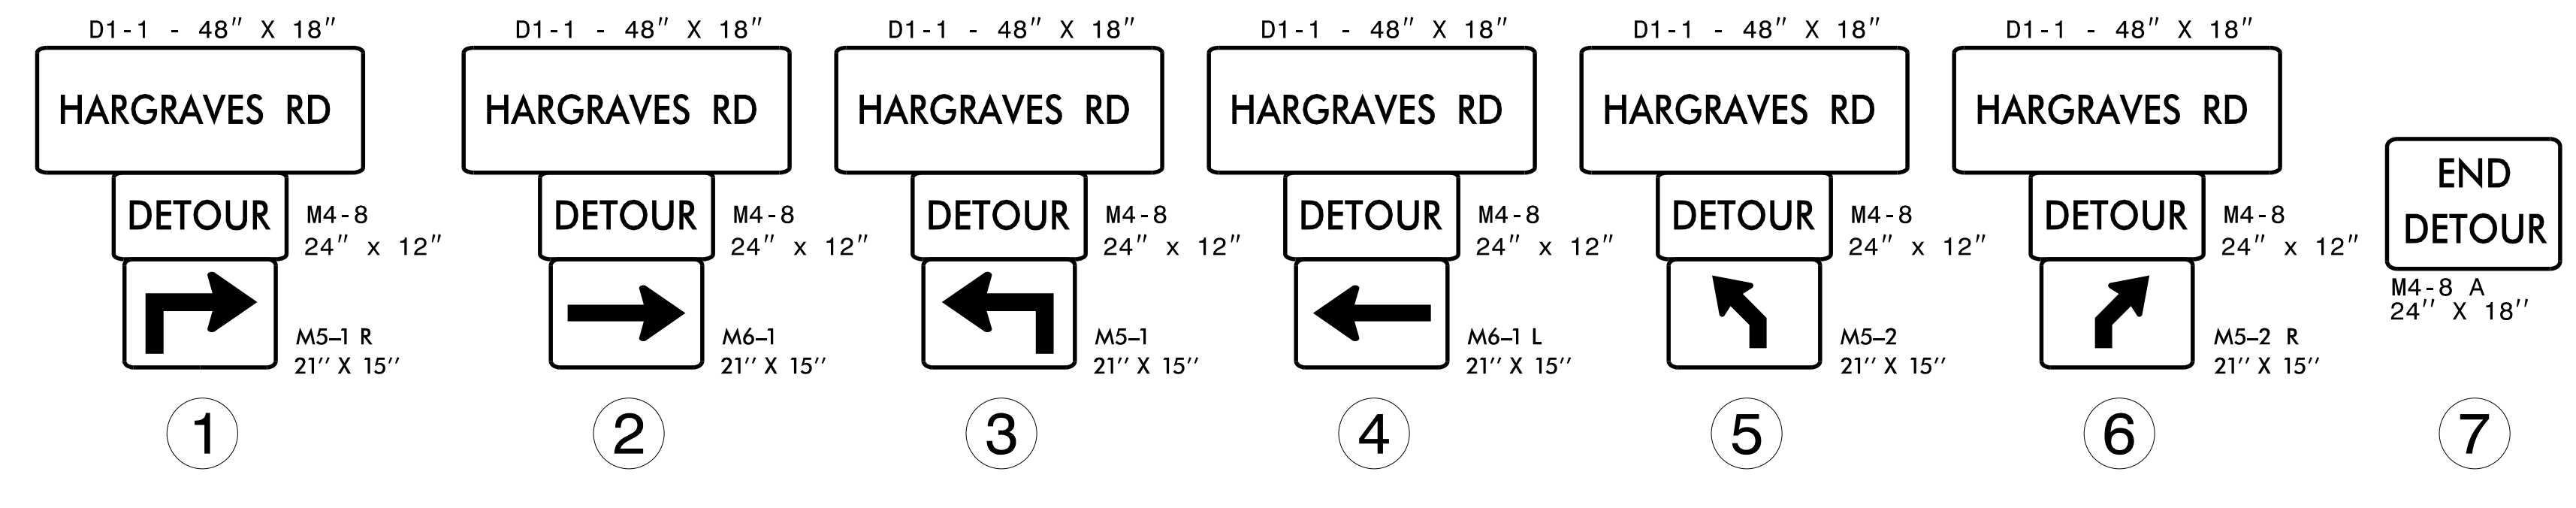 D1-1 - 48" X 18"
HARGRAVES RD
DETOUR
M4-8
24" x 12"
M5-1 R
21" X 15"
1
D1-1 - 48" X 18"
HARGRAVES RD
DETOUR
M4-8
24" x 12"
M6-1
21" X 15"
2
D1-1 - 48" X 18"
HARGRAVES RD
DETOUR
M4-8
24" x 12"
M5-1
21" X 15"
3
D1-1 - 48" X 18"
HARGRAVES RD
DETOUR
M4-8
24" x 12"
M6-1 L
21" X 15"
4
D1-1 - 48" X 18"
HARGRAVES RD
DETOUR
M4-8
24" x 12"
M5-2
21" X 15"
5
D1-1 - 48" X 18"
HARGRAVES RD
DETOUR
M4-8
24" x 12"
M5-2 R
21" X 15"
6
END
DETOUR
M4-8 A
24" X 18"
7